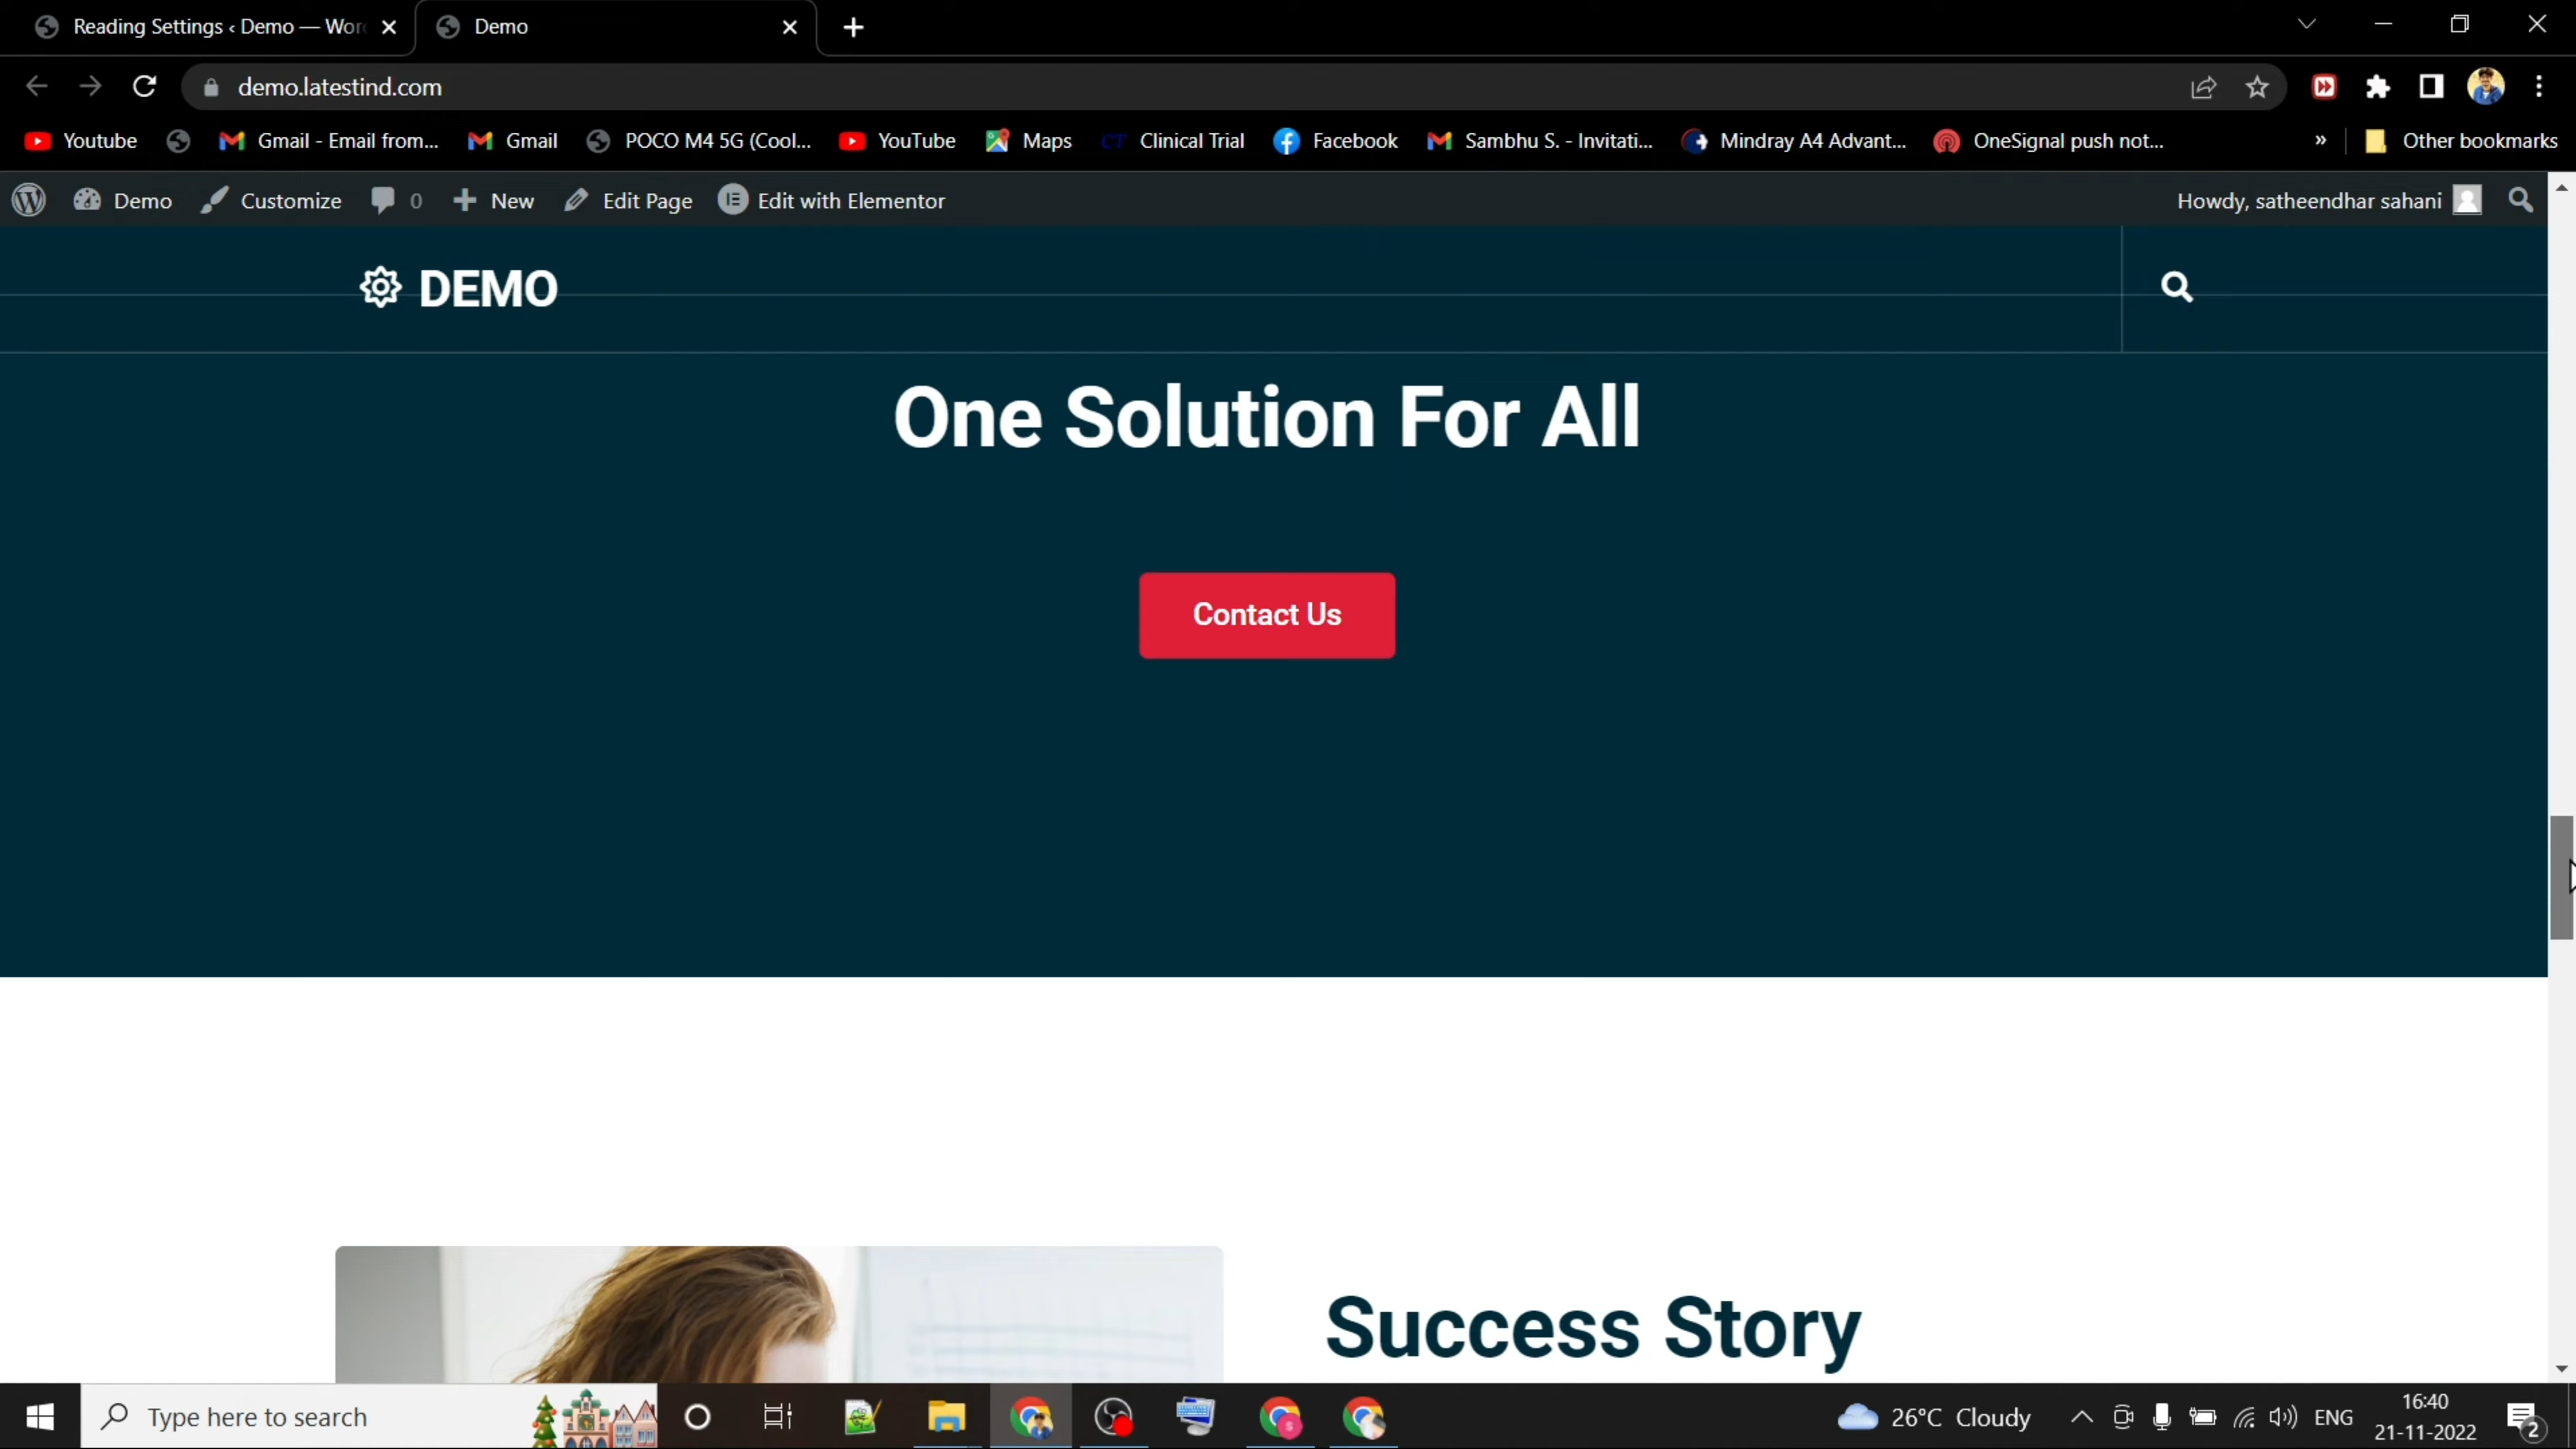 Reading Settings ‹ Demo — Wor
Demo
demo.latestind.com
Youtube
Gmail - Email from...
Gmail
POCO M4 5G (Cool...
YouTube
Maps
CT Clinical Trial
Facebook
Sambhu S. - Invitati...
Mindray A4 Advant...
OneSignal push not...
»
Other bookmarks
Demo
Customize
0
New
Edit Page
Edit with Elementor
Howdy, satheendhar sahani
DEMO
One Solution For All
Contact Us
Success Story
Type here to search
26°C Cloudy
ENG
16:40
21-11-2022
2